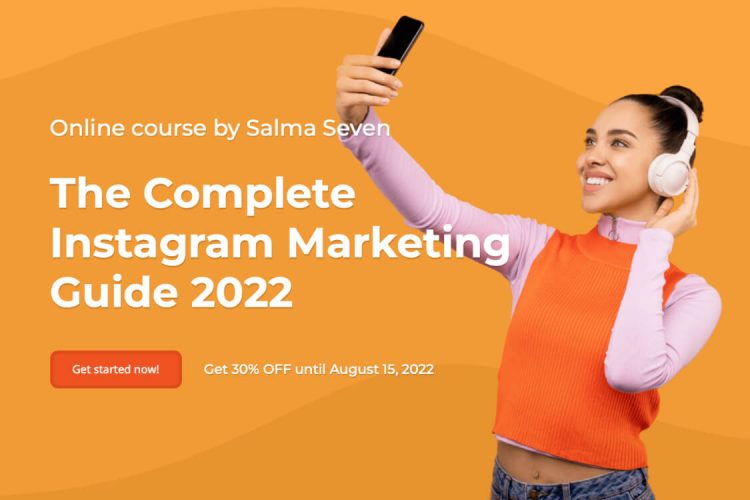 Online course by Salma Seven
The Complete
Instagram Marketing
Guide 2022
Get started now!
Get 30% OFF until August 15, 2022